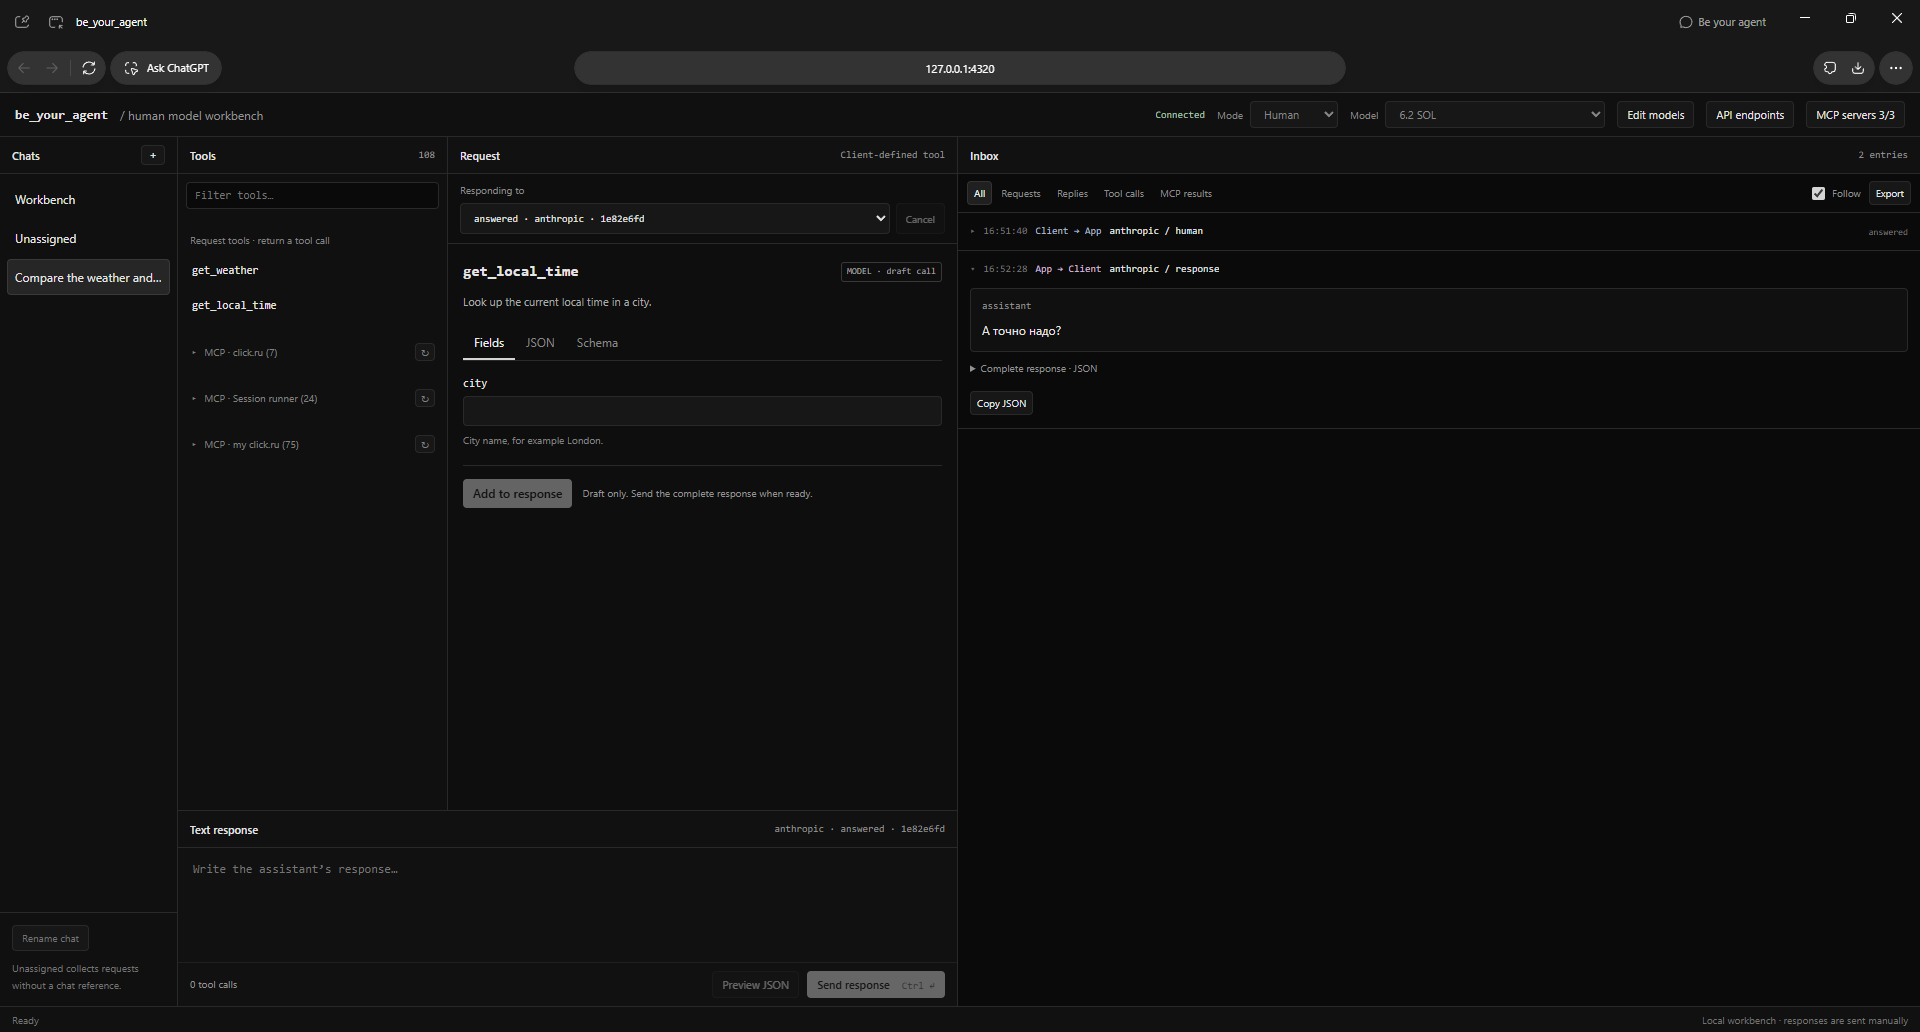 be_your_agent
Be your agent
Ask ChatGPT
127.0.0.1:4320
be_your_agent / human model workbench
Connected Mode Human Model 6.2 SOL Edit models API endpoints MCP servers 3/3
Chats +
Workbench
Unassigned
Compare the weather and...
Rename chat
Unassigned collects requests
without a chat reference.
Tools 108
Filter tools…
Request tools · return a tool call
get_weather
get_local_time
MCP · click.ru (7)
MCP · Session runner (24)
MCP · my click.ru (75)
Request Client-defined tool
Responding to
answered · anthropic · 1e82e6fd Cancel
get_local_time MODEL · draft call
Look up the current local time in a city.
Fields JSON Schema
city
City name, for example London.
Add to response Draft only. Send the complete response when ready.
Text response anthropic · answered · 1e82e6fd
Write the assistant’s response…
0 tool calls Preview JSON Send response Ctrl ↵
Inbox 2 entries
All Requests Replies Tool calls MCP results Follow Export
16:51:40 Client → App anthropic / human answered
16:52:28 App → Client anthropic / response
assistant
А точно надо?
Complete response · JSON
Copy JSON
Ready Local workbench · responses are sent manually